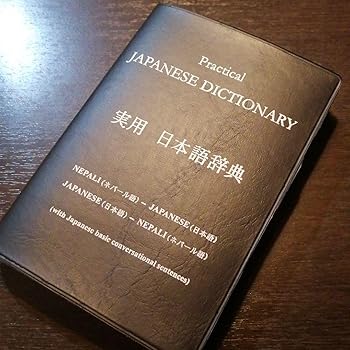 Practical
JAPANESE DICTIONARY
実用 日本語辞典
NEPALI(ネパール語) – JAPANESE(日本語)
JAPANESE(日本語) – NEPALI(ネパール語)
(with Japanese basic conversational sentences)